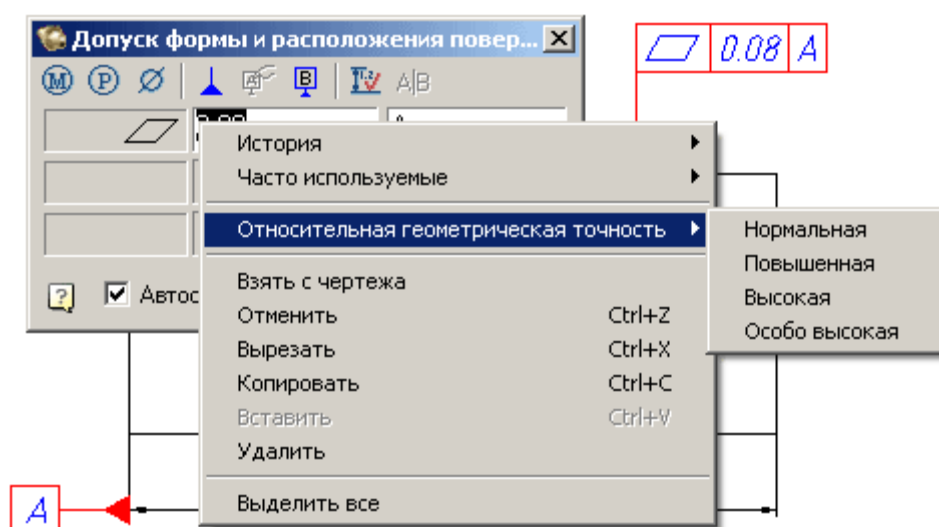 Допуск формы и расположения повер...
0.08 A
M P B A|B
История
Часто используемые
Относительная геометрическая точность
Нормальная
Повышенная
Высокая
Особо высокая
Взять с чертежа
Автос
Отменить Ctrl+Z
Вырезать Ctrl+X
Копировать Ctrl+C
Вставить Ctrl+V
Удалить
Выделить все
A